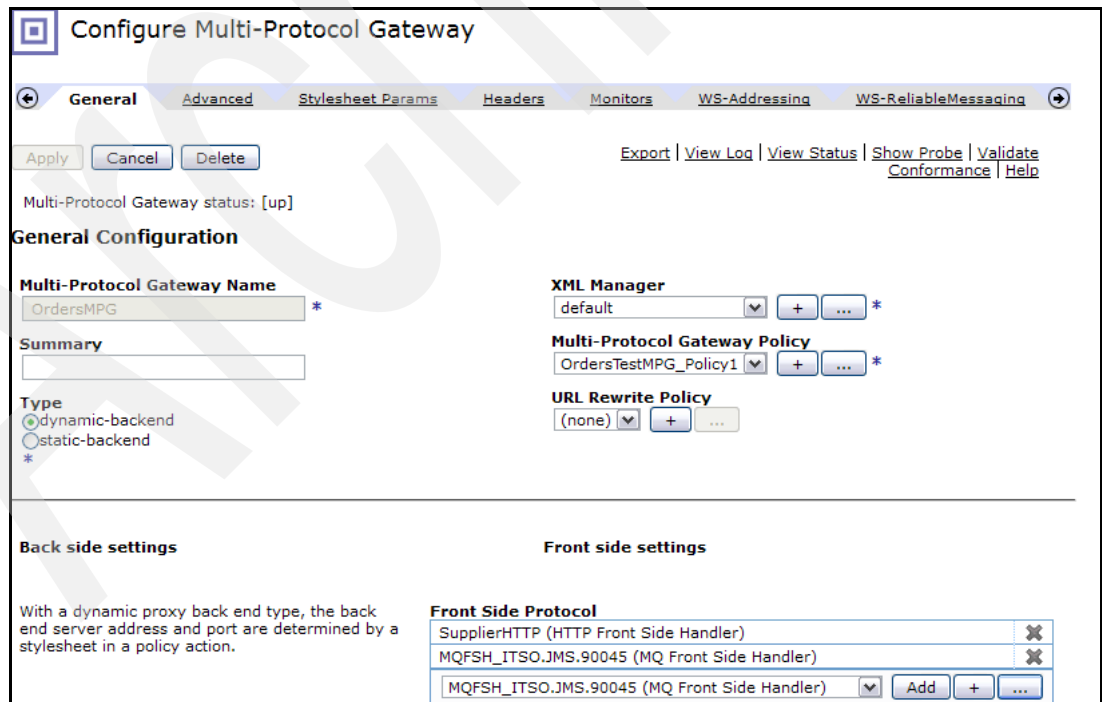 Configure Multi-Protocol Gateway
General Advanced Stylesheet Params Headers Monitors WS-Addressing WS-ReliableMessaging
Apply Cancel Delete
Export | View Log | View Status | Show Probe | Validate
Conformance | Help
Multi-Protocol Gateway status: [up]
General Configuration
Multi-Protocol Gateway Name
OrdersMPG *
Summary
Type
dynamic-backend
static-backend
*
XML Manager
default + ... *
Multi-Protocol Gateway Policy
OrdersTestMPG_Policy1 + ... *
URL Rewrite Policy
(none) + ...
Back side settings
With a dynamic proxy back end type, the back
end server address and port are determined by a
stylesheet in a policy action.
Front side settings
Front Side Protocol
SupplierHTTP (HTTP Front Side Handler)
MQFSH_ITSO.JMS.90045 (MQ Front Side Handler)
MQFSH_ITSO.JMS.90045 (MQ Front Side Handler) Add + ...